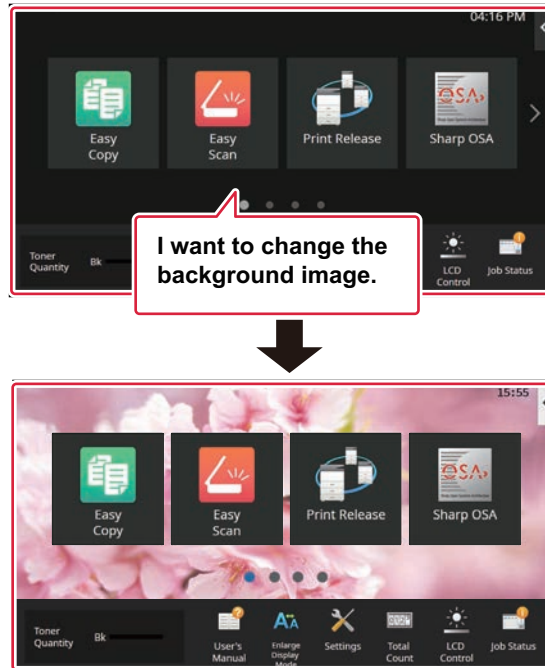 04:16 PM
Easy
Copy
Easy
Scan
Print Release
Sharp OSA
I want to change the
background image.
Toner
Quantity
Bk
LCD
Control
Job Status
15:55
Easy
Copy
Easy
Scan
Print Release
Sharp OSA
Toner
Quantity
Bk
User's
Manual
Enlarge
Display
Mode
Settings
Total
Count
LCD
Control
Job Status